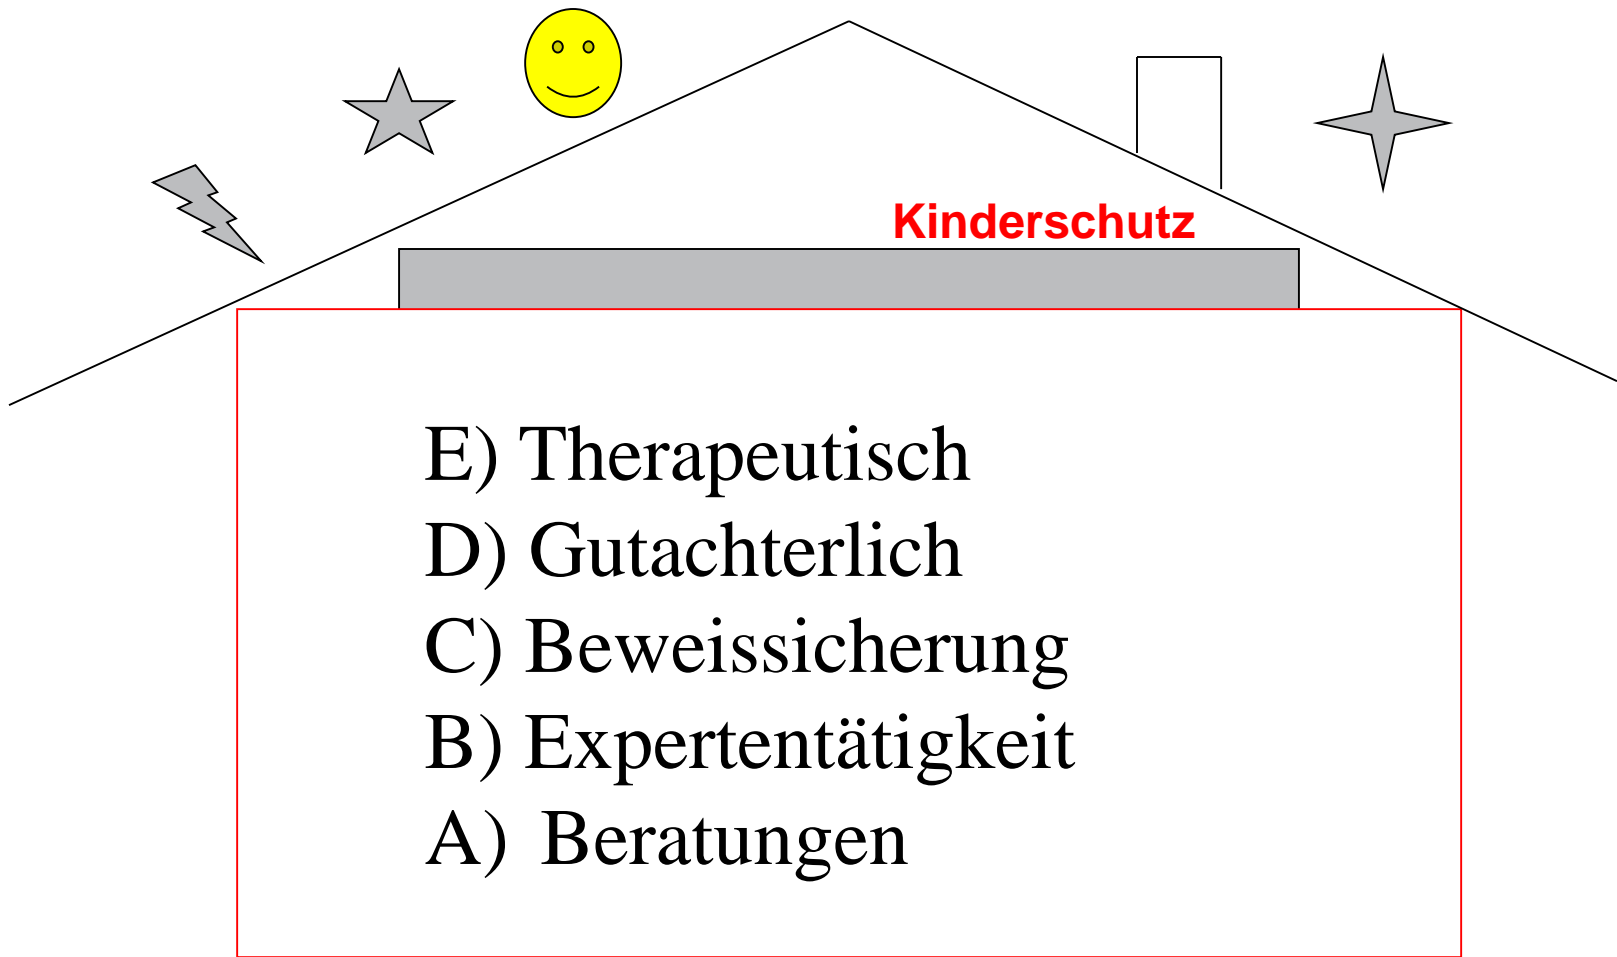 Kinderschutz
E) Therapeutisch
D) Gutachterlich
C) Beweissicherung
B) Expertentätigkeit
A) Beratungen